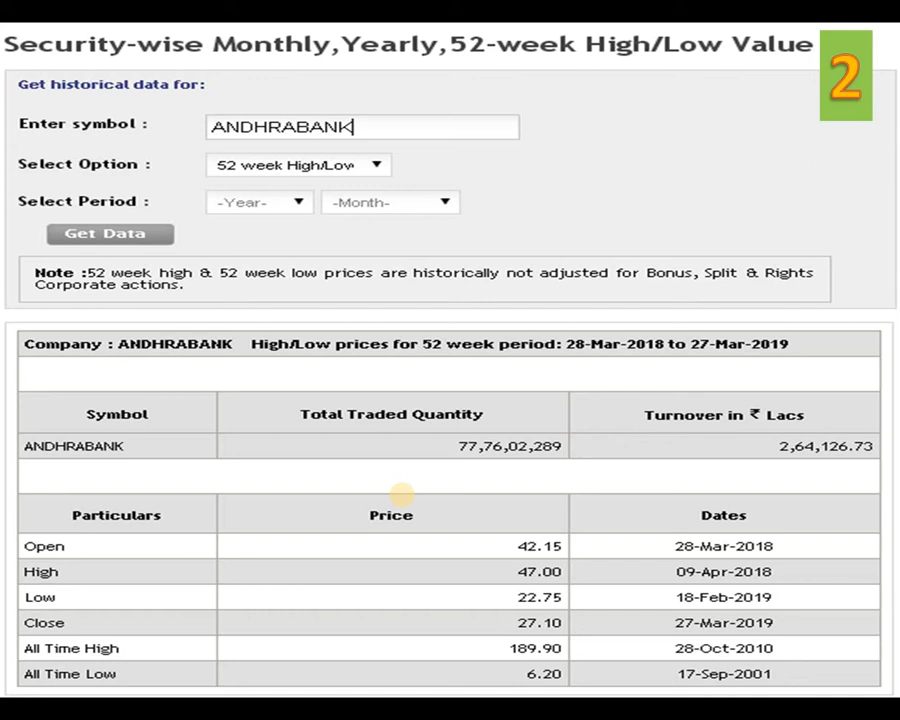 Security-wise Monthly,Yearly,52-week High/Low Value
2
Get historical data for:
Enter symbol : ANDHRABANK
Select Option : 52 week High/Low
Select Period : -Year- -Month-
Get Data
Note :52 week high & 52 week low prices are historically not adjusted for Bonus, Split & Rights
Corporate actions.
Company : ANDHRABANK High/Low prices for 52 week period: 28-Mar-2018 to 27-Mar-2019
Symbol Total Traded Quantity Turnover in ₹ Lacs
ANDHRABANK 77,76,02,289 2,64,126.73
Particulars Price Dates
Open 42.15 28-Mar-2018
High 47.00 09-Apr-2018
Low 22.75 18-Feb-2019
Close 27.10 27-Mar-2019
All Time High 189.90 28-Oct-2010
All Time Low 6.20 17-Sep-2001